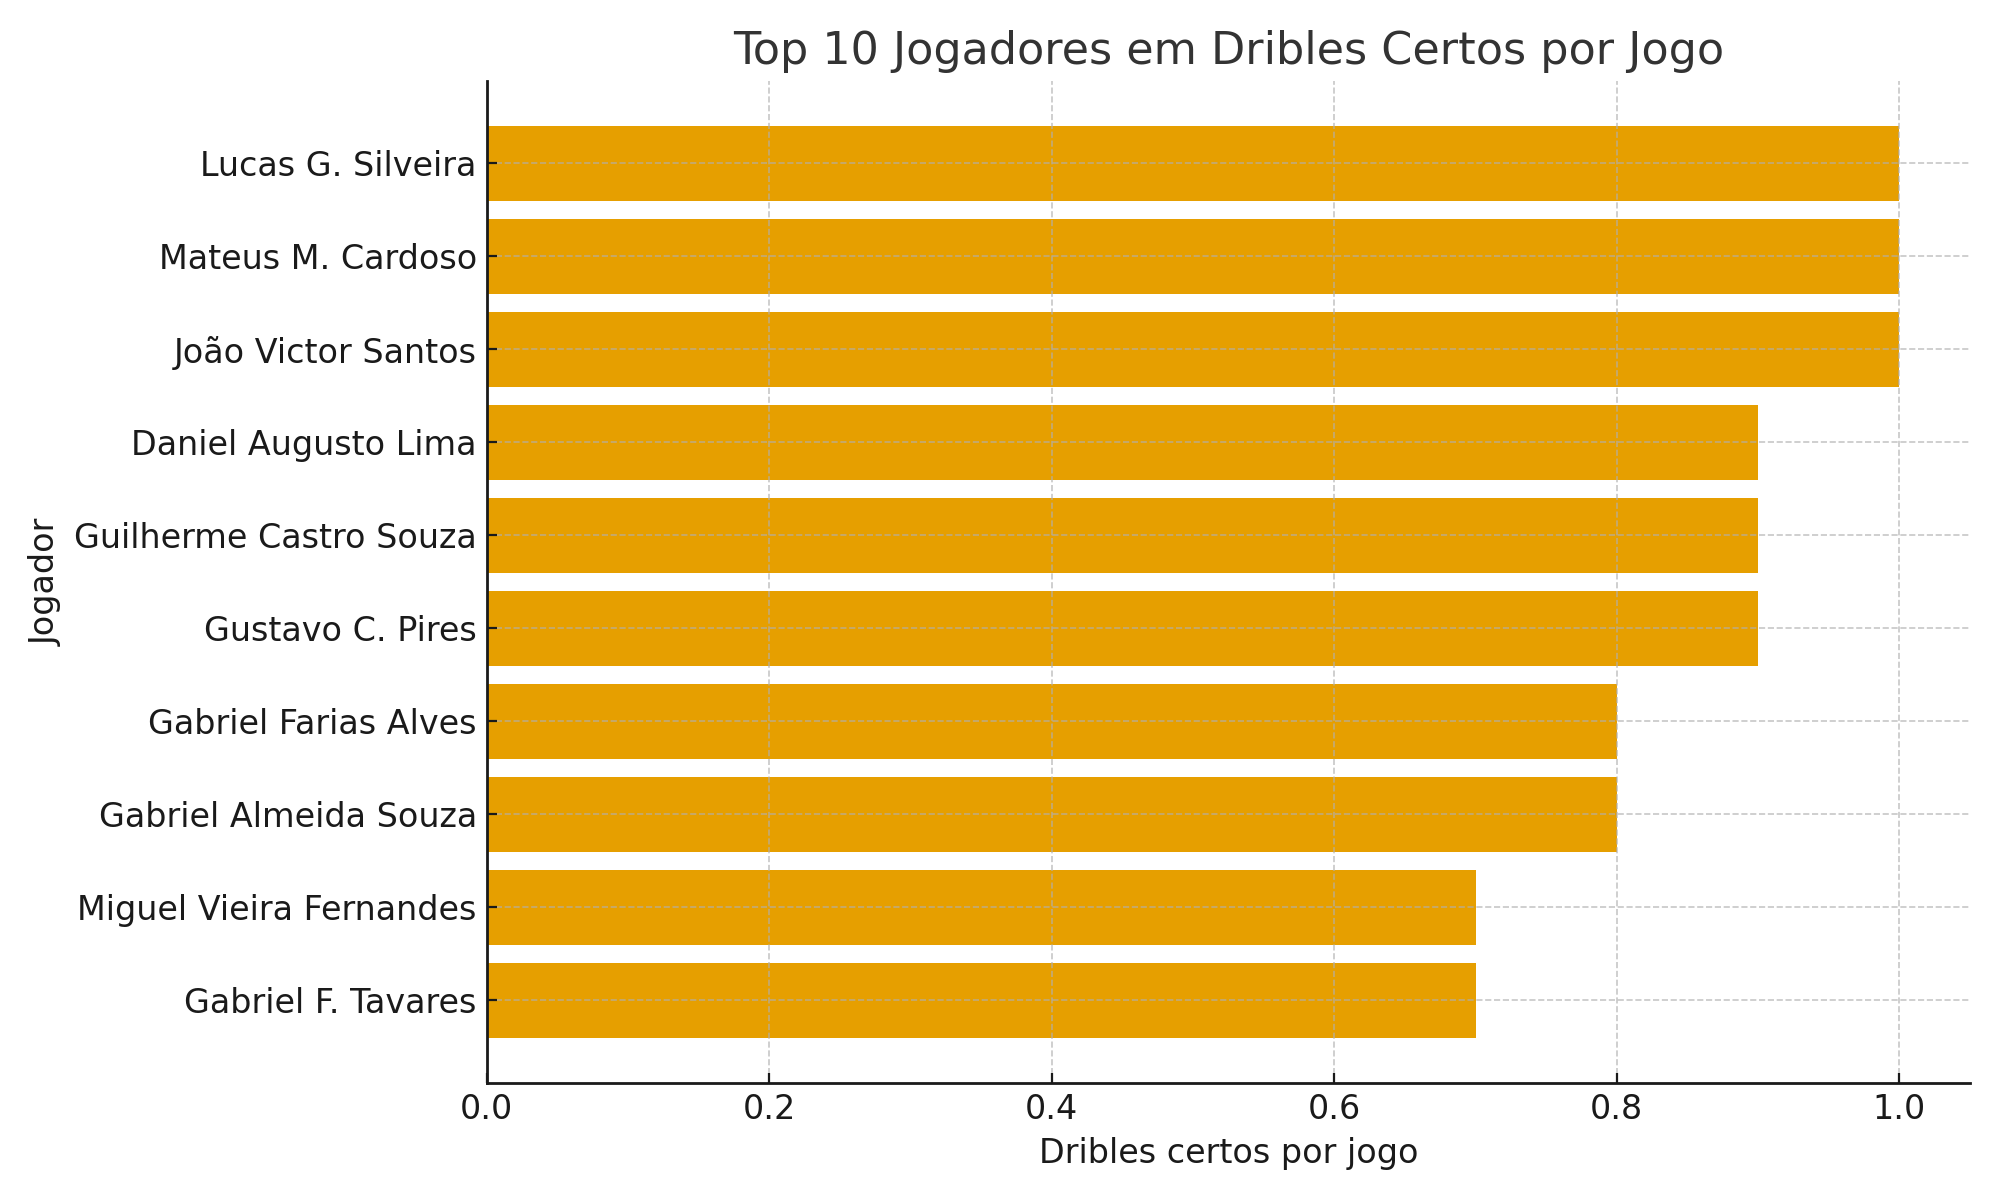 Top 10 Jogadores em Dribles Certos por Jogo
Jogador
Lucas G. Silveira
Mateus M. Cardoso
João Victor Santos
Daniel Augusto Lima
Guilherme Castro Souza
Gustavo C. Pires
Gabriel Farias Alves
Gabriel Almeida Souza
Miguel Vieira Fernandes
Gabriel F. Tavares
0.0 0.2 0.4 0.6 0.8 1.0
Dribles certos por jogo